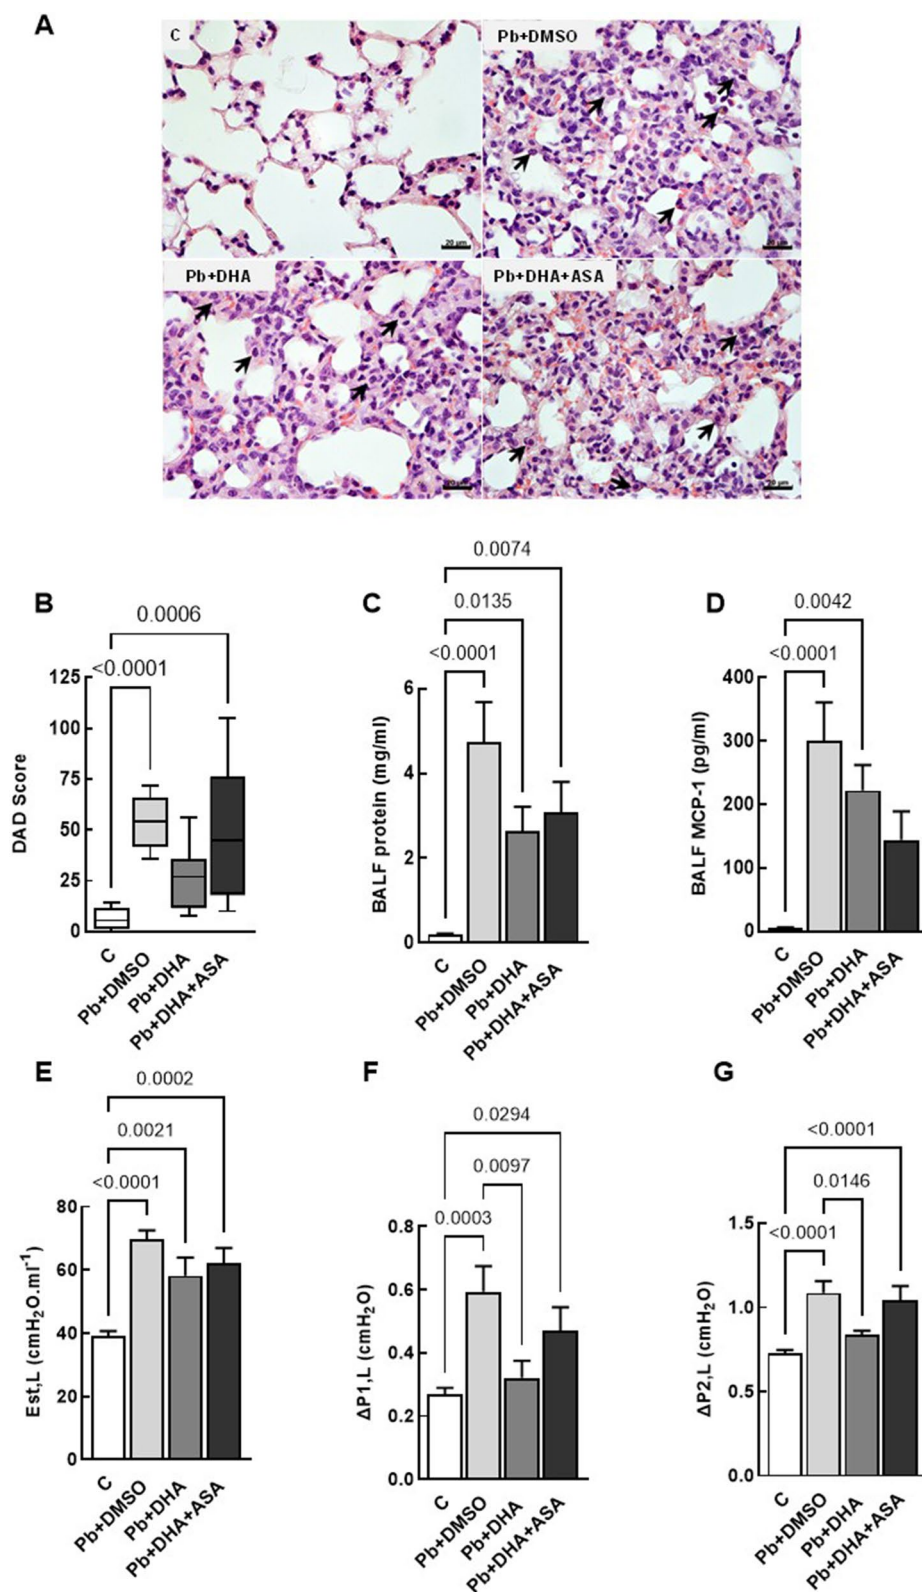 A
C
Pb+DMSO
20 µm
20 µm
Pb+DHA
Pb+DHA+ASA
20 µm
20 µm
B
0.0006
<0.0001
DAD Score
125
100
75
50
25
0
C
Pb+DMSO
Pb+DHA
Pb+DHA+ASA
C
0.0074
0.0135
<0.0001
BALF protein (mg/ml)
6
4
2
0
C
Pb+DMSO
Pb+DHA
Pb+DHA+ASA
D
0.0042
<0.0001
BALF MCP-1 (pg/ml)
400
300
200
100
0
C
Pb+DMSO
Pb+DHA
Pb+DHA+ASA
E
0.0002
0.0021
<0.0001
Est,L (cmH₂O.ml⁻¹)
80
60
40
20
0
C
Pb+DMSO
Pb+DHA
Pb+DHA+ASA
F
0.0294
0.0097
0.0003
ΔP1,L (cmH₂O)
0.8
0.6
0.4
0.2
0.0
C
Pb+DMSO
Pb+DHA
Pb+DHA+ASA
G
<0.0001
0.0146
<0.0001
ΔP2,L (cmH₂O)
1.5
1.0
0.5
0.0
C
Pb+DMSO
Pb+DHA
Pb+DHA+ASA